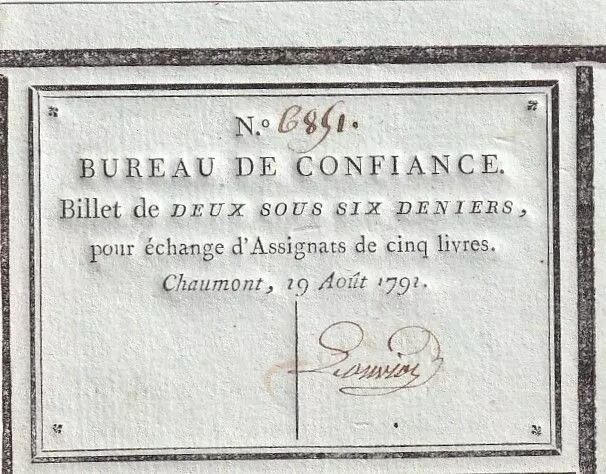 N.º 6851.
BUREAU DE CONFIANCE.
Billet de DEUX SOUS SIX DENIERS,
pour échange d'Assignats de cinq livres.
Chaumont, 19 Août 1791.